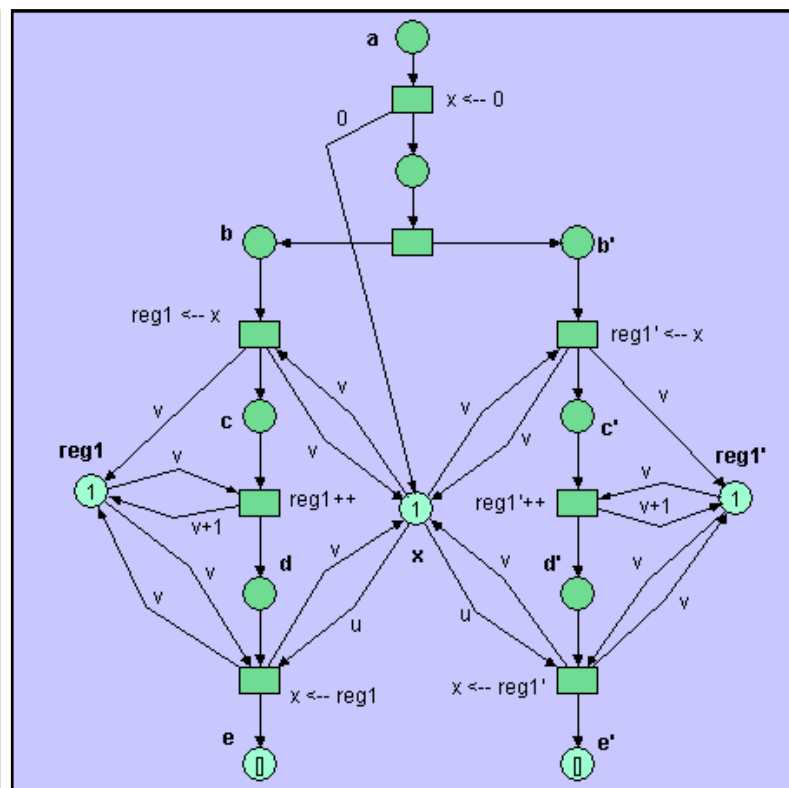 a
x <-- 0
0
b
b'
reg1 <-- x
reg1' <-- x
v
v
v
v
v
v
c
c'
reg1
reg1'
v
v
1
reg1++
1
reg1'++
1
v+1
v+1
x
v
v
d
d'
v
v
v
v
u
u
x <-- reg1
x <-- reg1'
e
e'
[]
[]